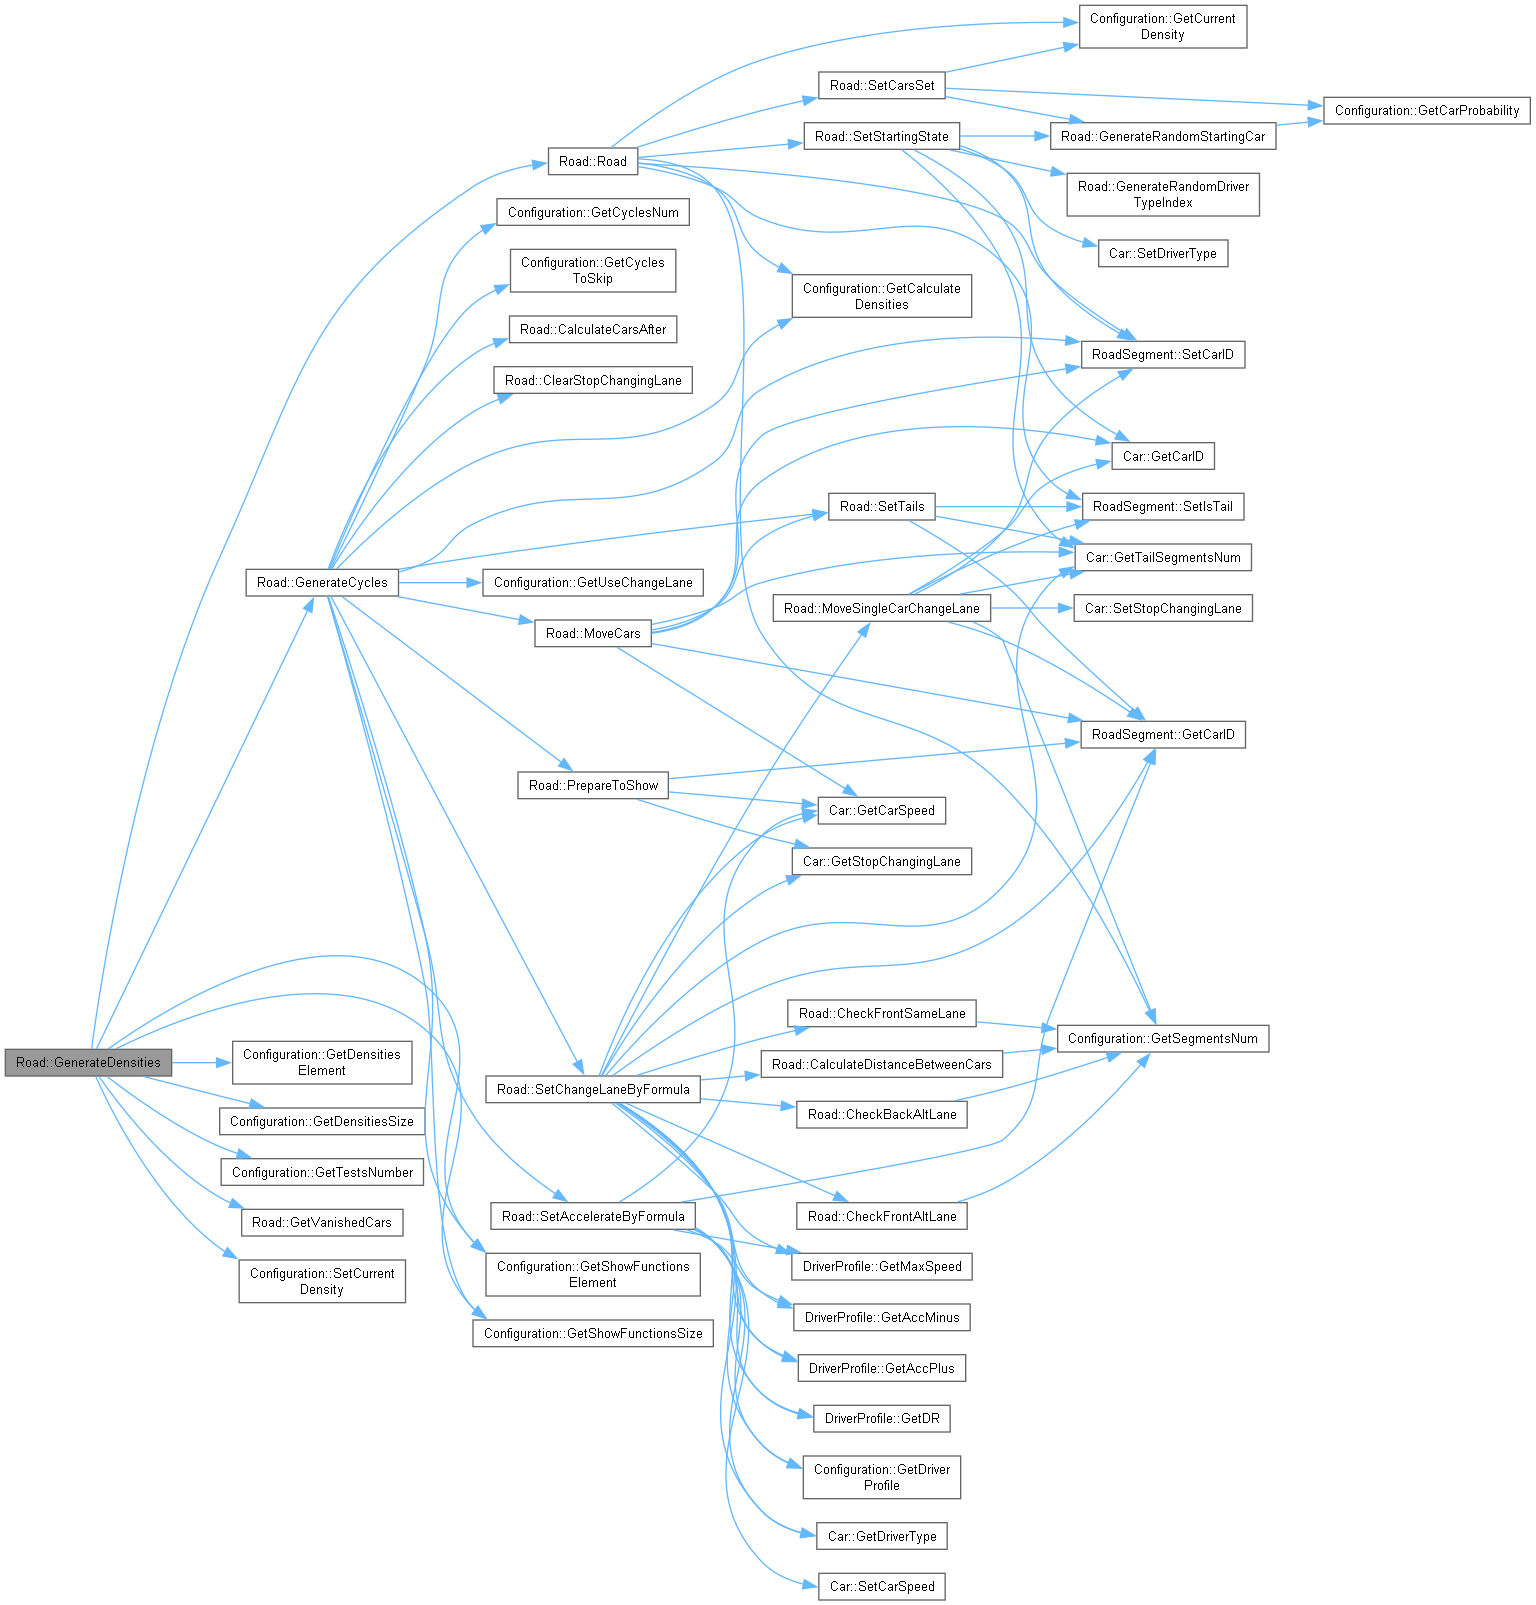 Configuration::GetCurrent
Density
Road::SetCarsSet
Configuration::GetCarProbability
Road::SetStartingState
Road::GenerateRandomStartingCar
Road::Road
Road::GenerateRandomDriver
TypeIndex
Configuration::GetCyclesNum
Car::SetDriverType
Configuration::GetCycles
ToSkip
Configuration::GetCalculate
Densities
Road::CalculateCarsAfter
RoadSegment::SetCarID
Road::ClearStopChangingLane
Car::GetCarID
Road::SetTails
RoadSegment::SetIsTail
Car::GetTailSegmentsNum
Road::GenerateCycles
Configuration::GetUseChangeLane
Road::MoveSingleCarChangeLane
Car::SetStopChangingLane
Road::MoveCars
RoadSegment::GetCarID
Road::PrepareToShow
Car::GetCarSpeed
Car::GetStopChangingLane
Road::CheckFrontSameLane
Configuration::GetSegmentsNum
Road::GenerateDensities
Configuration::GetDensities
Element
Road::CalculateDistanceBetweenCars
Road::SetChangeLaneByFormula
Road::CheckBackAltLane
Configuration::GetDensitiesSize
Configuration::GetTestsNumber
Road::GetVanishedCars
Road::SetAccelerateByFormula
Road::CheckFrontAltLane
Configuration::SetCurrent
Density
Configuration::GetShowFunctions
Element
DriverProfile::GetMaxSpeed
DriverProfile::GetAccMinus
Configuration::GetShowFunctionsSize
DriverProfile::GetAccPlus
DriverProfile::GetDR
Configuration::GetDriver
Profile
Car::GetDriverType
Car::SetCarSpeed